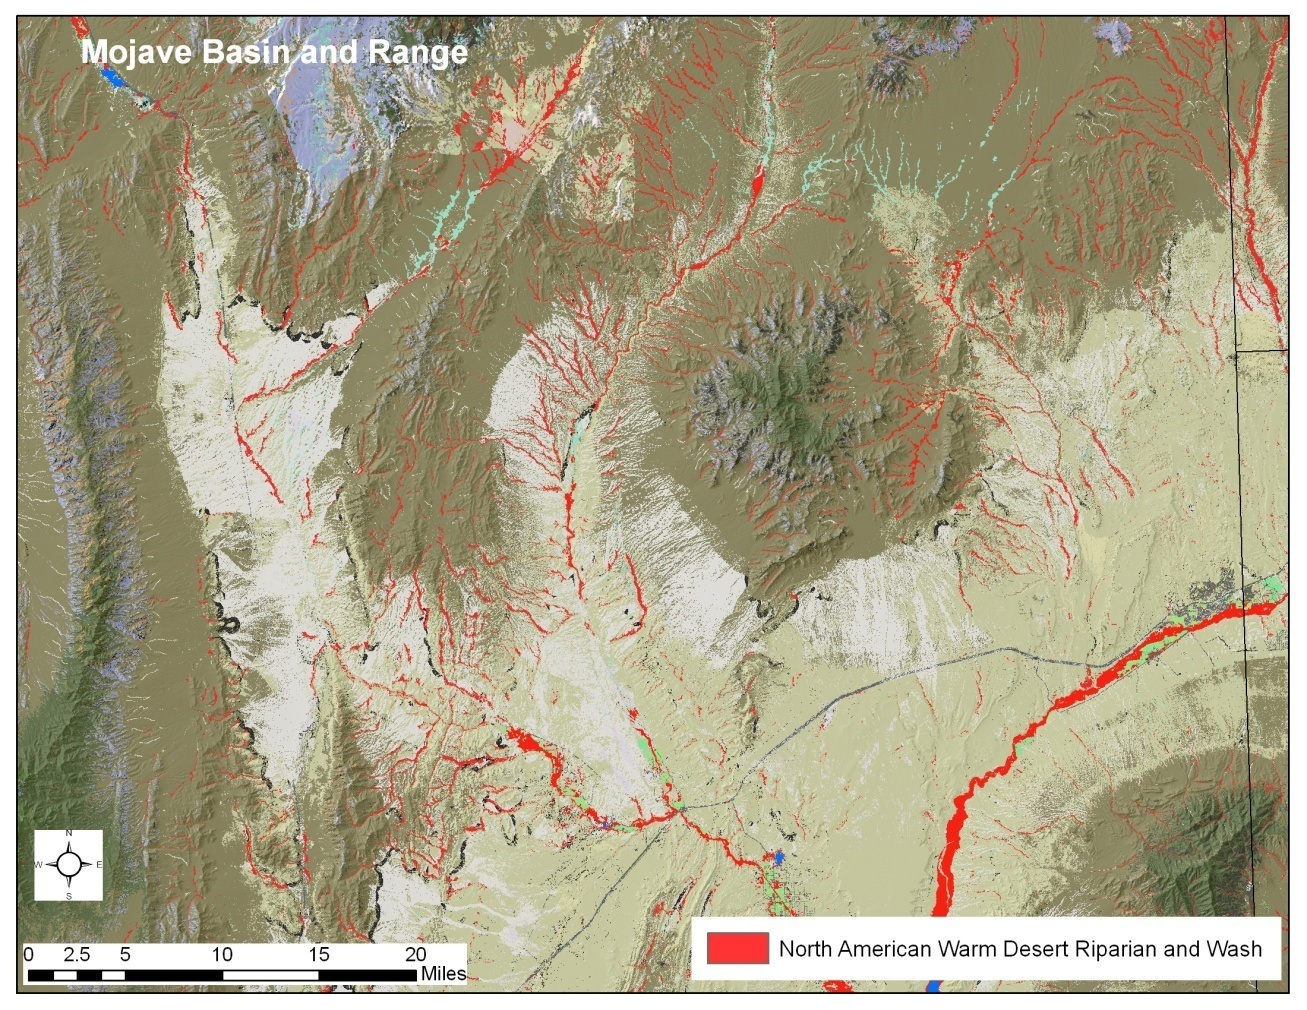 Mojave Basin and Range
N
W E
S
0 2.5 5 10 15 20
Miles
North American Warm Desert Riparian and Wash